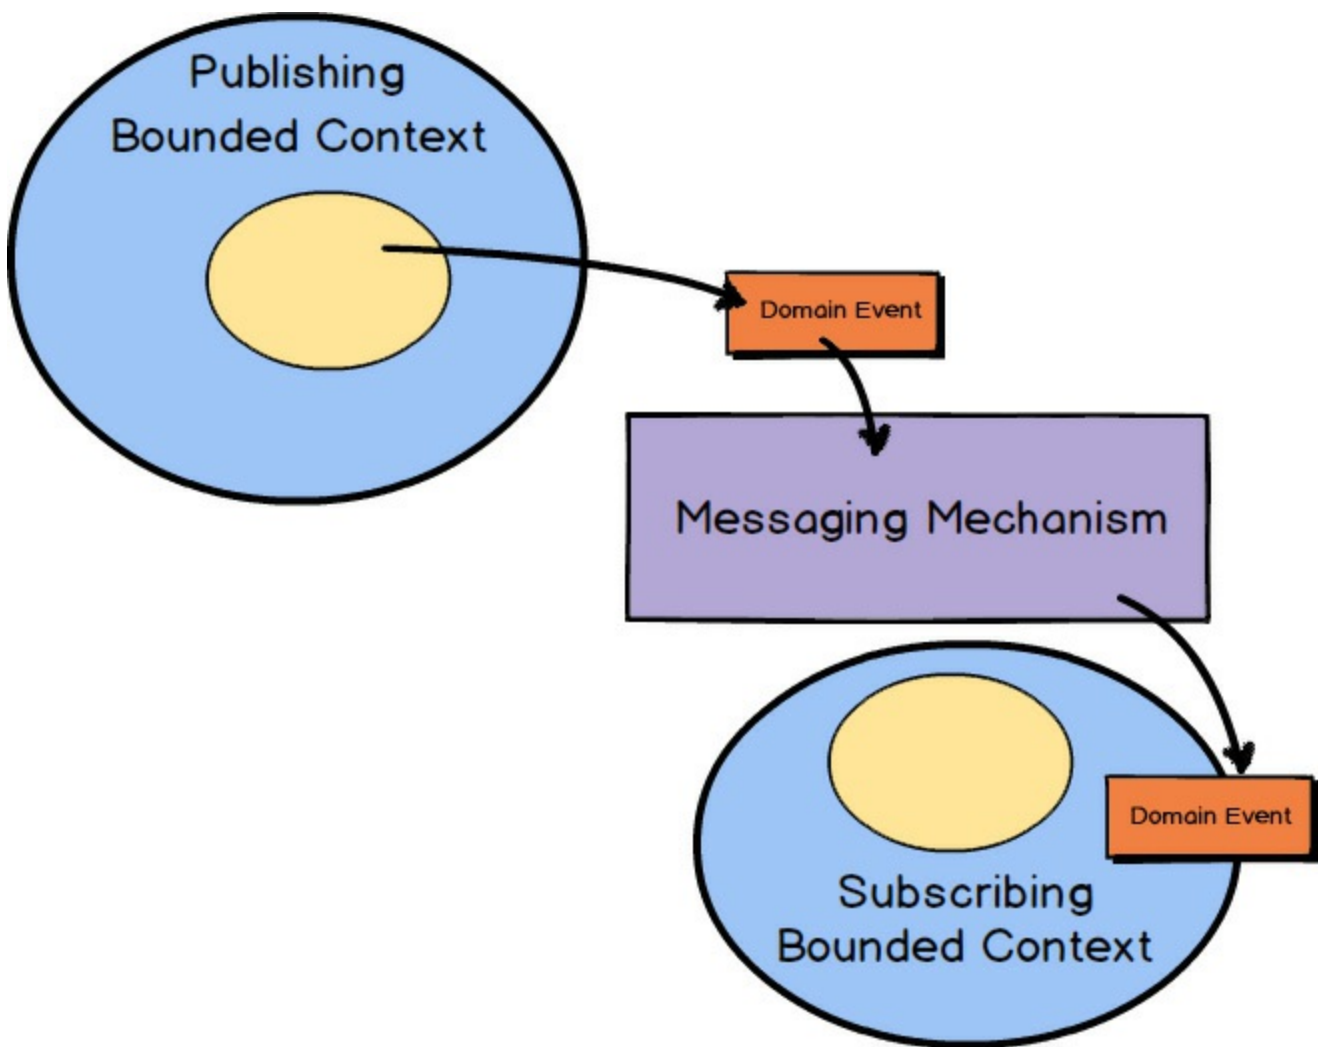 Publishing
Bounded Context
Domain Event
Messaging Mechanism
Domain Event
Subscribing
Bounded Context